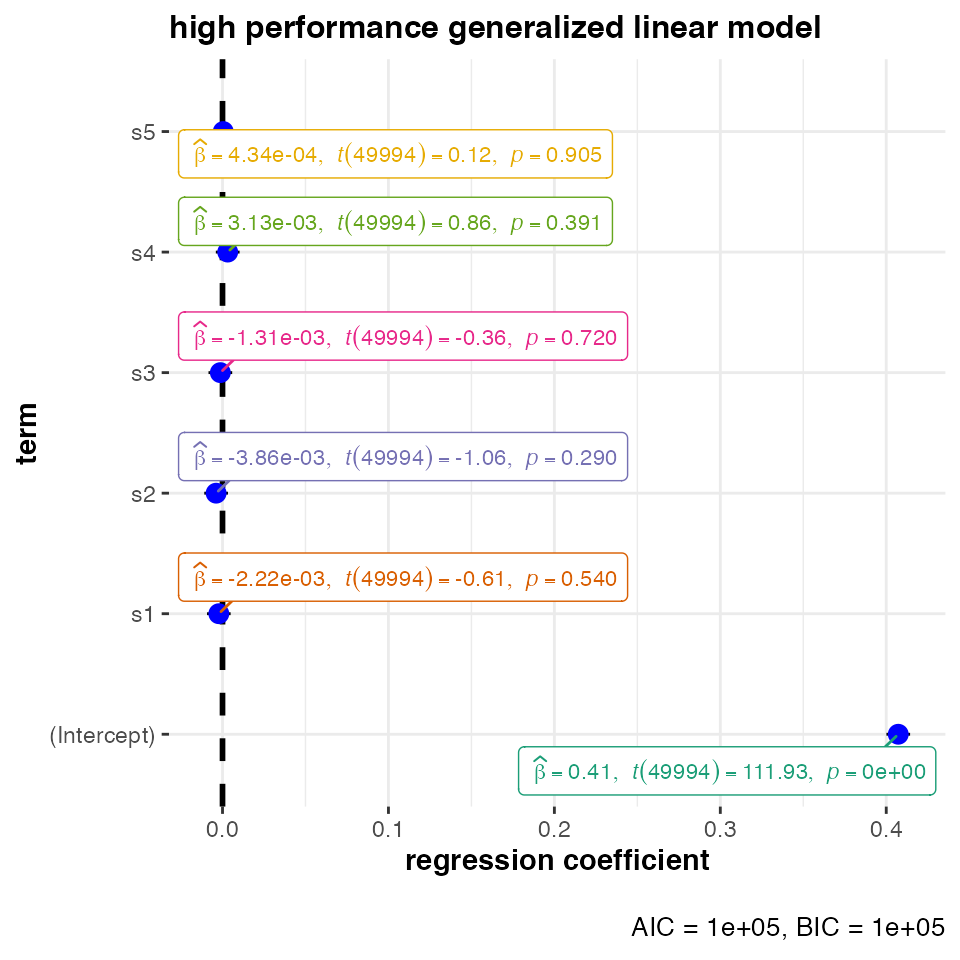 high performance generalized linear model
term
s5
β̂ = 4.34e-04, t(49994) = 0.12, p = 0.905
β̂ = 3.13e-03, t(49994) = 0.86, p = 0.391
s4
β̂ = -1.31e-03, t(49994) = -0.36, p = 0.720
s3
β̂ = -3.86e-03, t(49994) = -1.06, p = 0.290
s2
β̂ = -2.22e-03, t(49994) = -0.61, p = 0.540
s1
(Intercept)
β̂ = 0.41, t(49994) = 111.93, p = 0e+00
0.0 0.1 0.2 0.3 0.4
regression coefficient
AIC = 1e+05, BIC = 1e+05